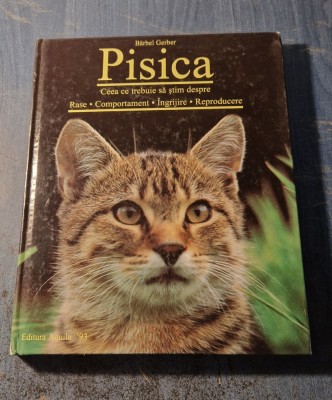 Bärbel Gerber
Pisica
Ceea ce trebuie să știm despre
Rase • Comportament • Îngrijire • Reproducere
Editura Aquila '93